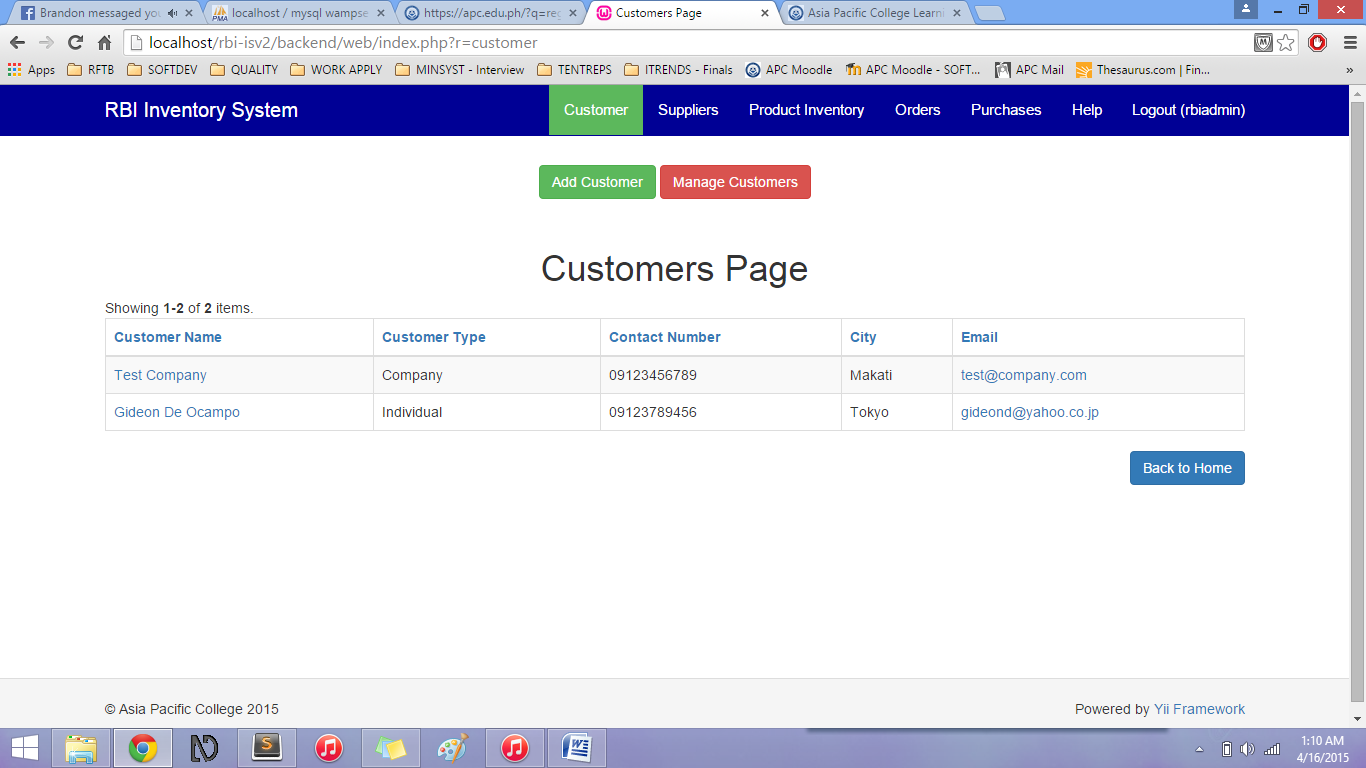 Brandon messaged you
localhost / mysql wampse
https://apc.edu.ph/?q=reg
Customers Page
Asia Pacific College Learni
localhost/rbi-isv2/backend/web/index.php?r=customer
Apps RFTB SOFTDEV QUALITY WORK APPLY MINSYST - Interview TENTREPS ITRENDS - Finals APC Moodle APC Moodle - SOFT... APC Mail Thesaurus.com | Fin... »
RBI Inventory System Customer Suppliers Product Inventory Orders Purchases Help Logout (rbiadmin)
Add Customer Manage Customers
Customers Page
Showing 1-2 of 2 items.
Customer Name Customer Type Contact Number City Email
Test Company Company 09123456789 Makati test@company.com
Gideon De Ocampo Individual 09123789456 Tokyo gideond@yahoo.co.jp
Back to Home
© Asia Pacific College 2015 Powered by Yii Framework
1:10 AM
4/16/2015